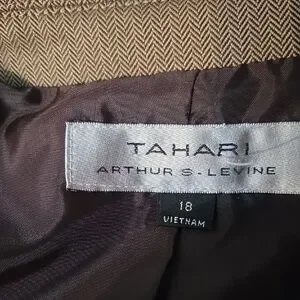 TAHARI
ARTHUR S-LEVINE
18
VIETNAM